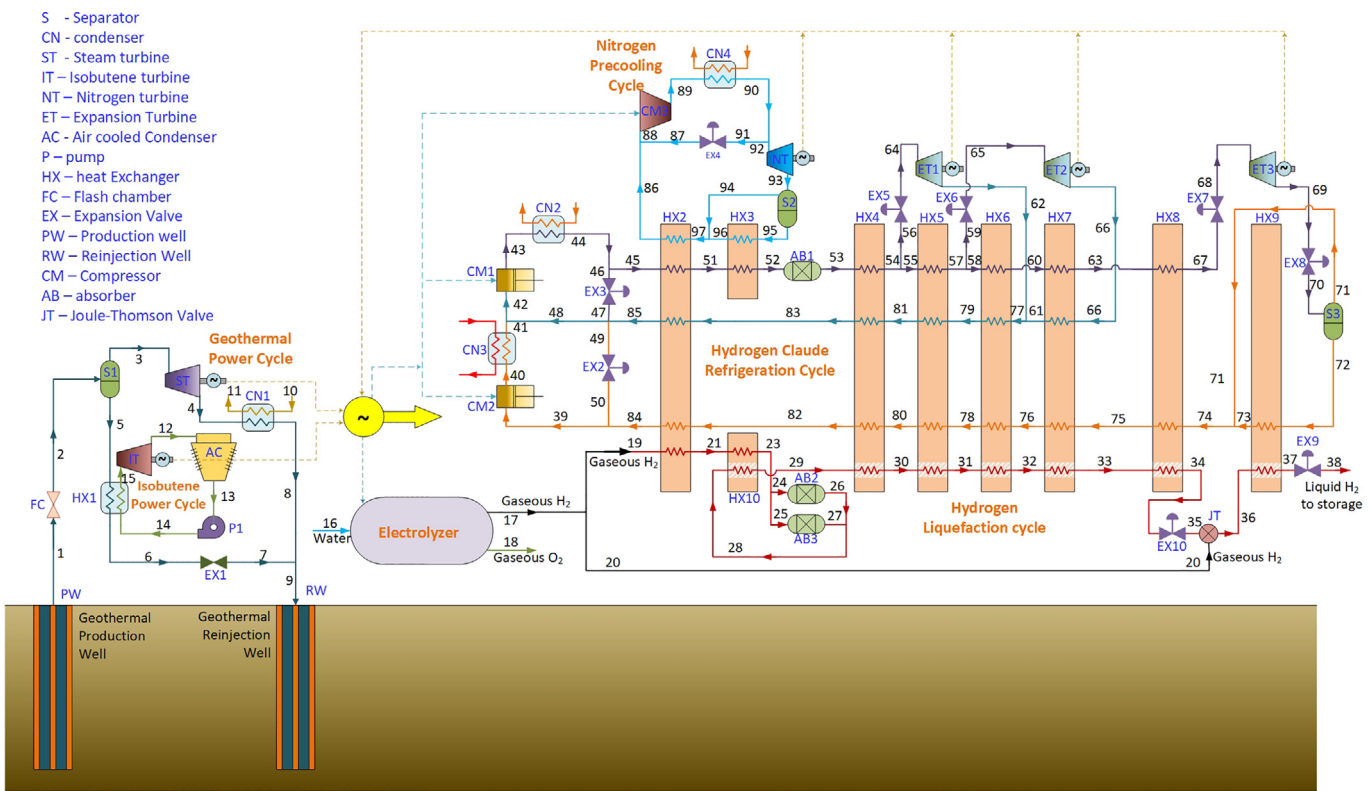 S - Separator
CN - condenser
ST - Steam turbine
IT – Isobutene turbine
NT – Nitrogen turbine
ET – Expansion Turbine
AC - Air cooled Condenser
P – pump
HX – heat Exchanger
FC – Flash chamber
EX – Expansion Valve
PW – Production well
RW – Reinjection Well
CM – Compressor
AB – absorber
JT – Joule-Thomson Valve
Nitrogen
Precooling
Cycle
CN4
89
90
CM3
88
87
91
EX4
92
NT
93
94
S2
86
97
96
95
HX2
HX3
CN2
43
44
CM1
46
45
51
52
AB1
53
EX3
42
41
48
47
85
83
CN3
49
EX2
40
CM2
50
39
84
82
64
ET1
EX5
65
EX6
ET2
HX4
HX5
HX6
HX7
56
59
62
66
54
55
57
58
60
63
81
79
77
61
66
80
78
76
75
Hydrogen Claude
Refrigeration Cycle
68
EX7
ET3
69
HX8
HX9
67
EX8
70
71
S3
71
72
74
73
Geothermal
Power Cycle
3
S1
ST
4
11
10
CN1
5
2
12
IT
AC
15
Isobutene
Power Cycle
HX1
13
14
P1
8
FC
1
6
7
EX1
9
PW
RW
~
~
~
~
~
~
~
19
Gaseous H2
21
23
29
30
31
32
33
34
HX10
24
AB2
26
25
AB3
27
28
Hydrogen
Liquefaction cycle
35
JT
36
EX10
37
EX9
38
Liquid H2
to storage
20
Gaseous H2
16
Water
Electrolyzer
Gaseous H2
17
18
Gaseous O2
20
Geothermal
Production
Well
Geothermal
Reinjection
Well